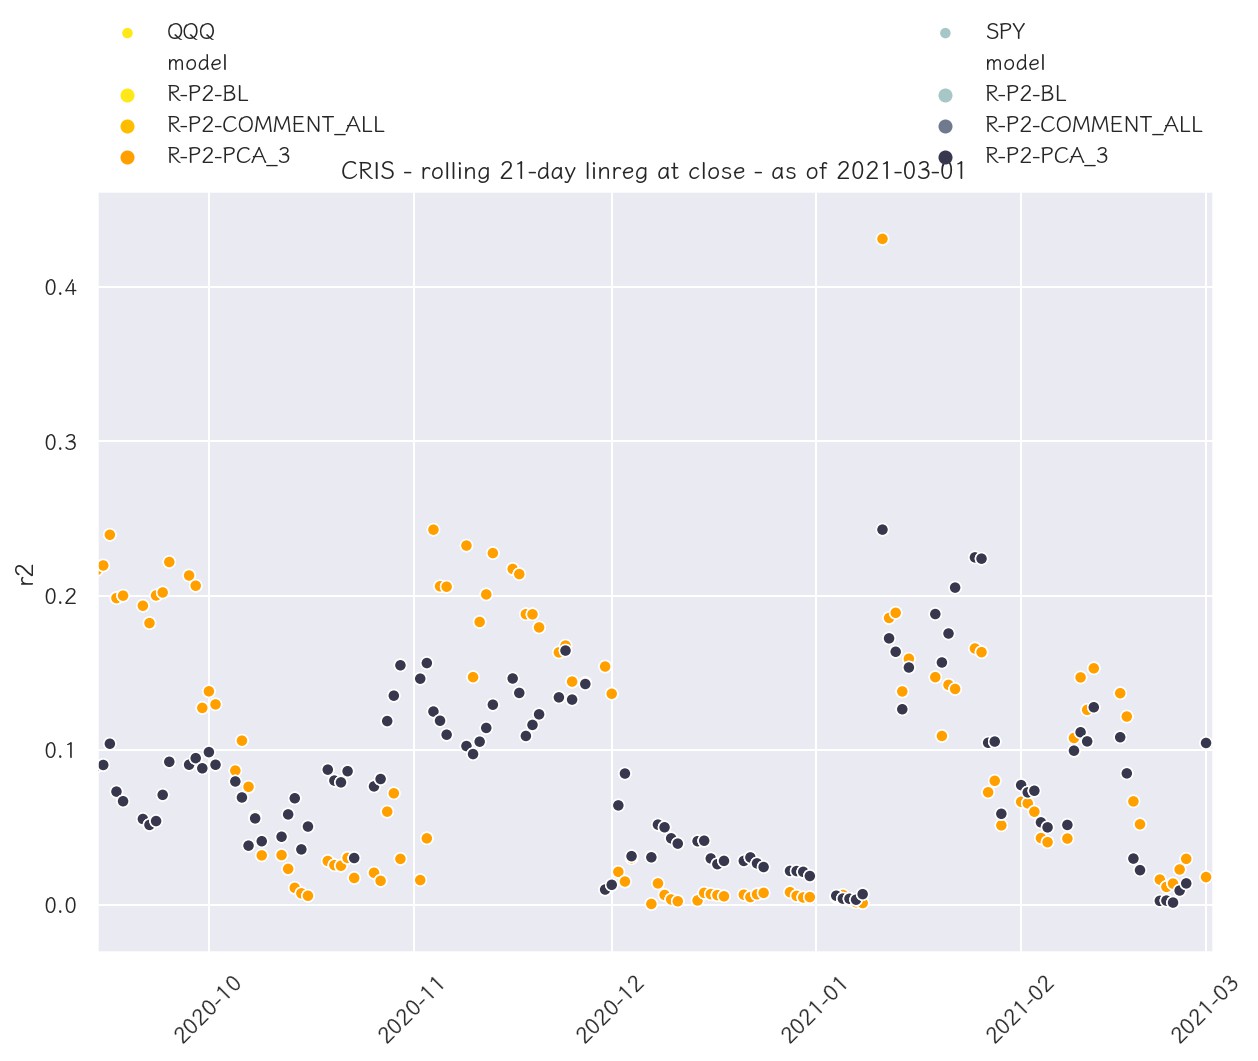 QQQ
model
R-P2-BL
R-P2-COMMENT_ALL
R-P2-PCA_3
SPY
model
R-P2-BL
R-P2-COMMENT_ALL
R-P2-PCA_3
CRIS - rolling 21-day linreg at close - as of 2021-03-01
r2
0.4
0.3
0.2
0.1
0.0
2020-10
2020-11
2020-12
2021-01
2021-02
2021-03